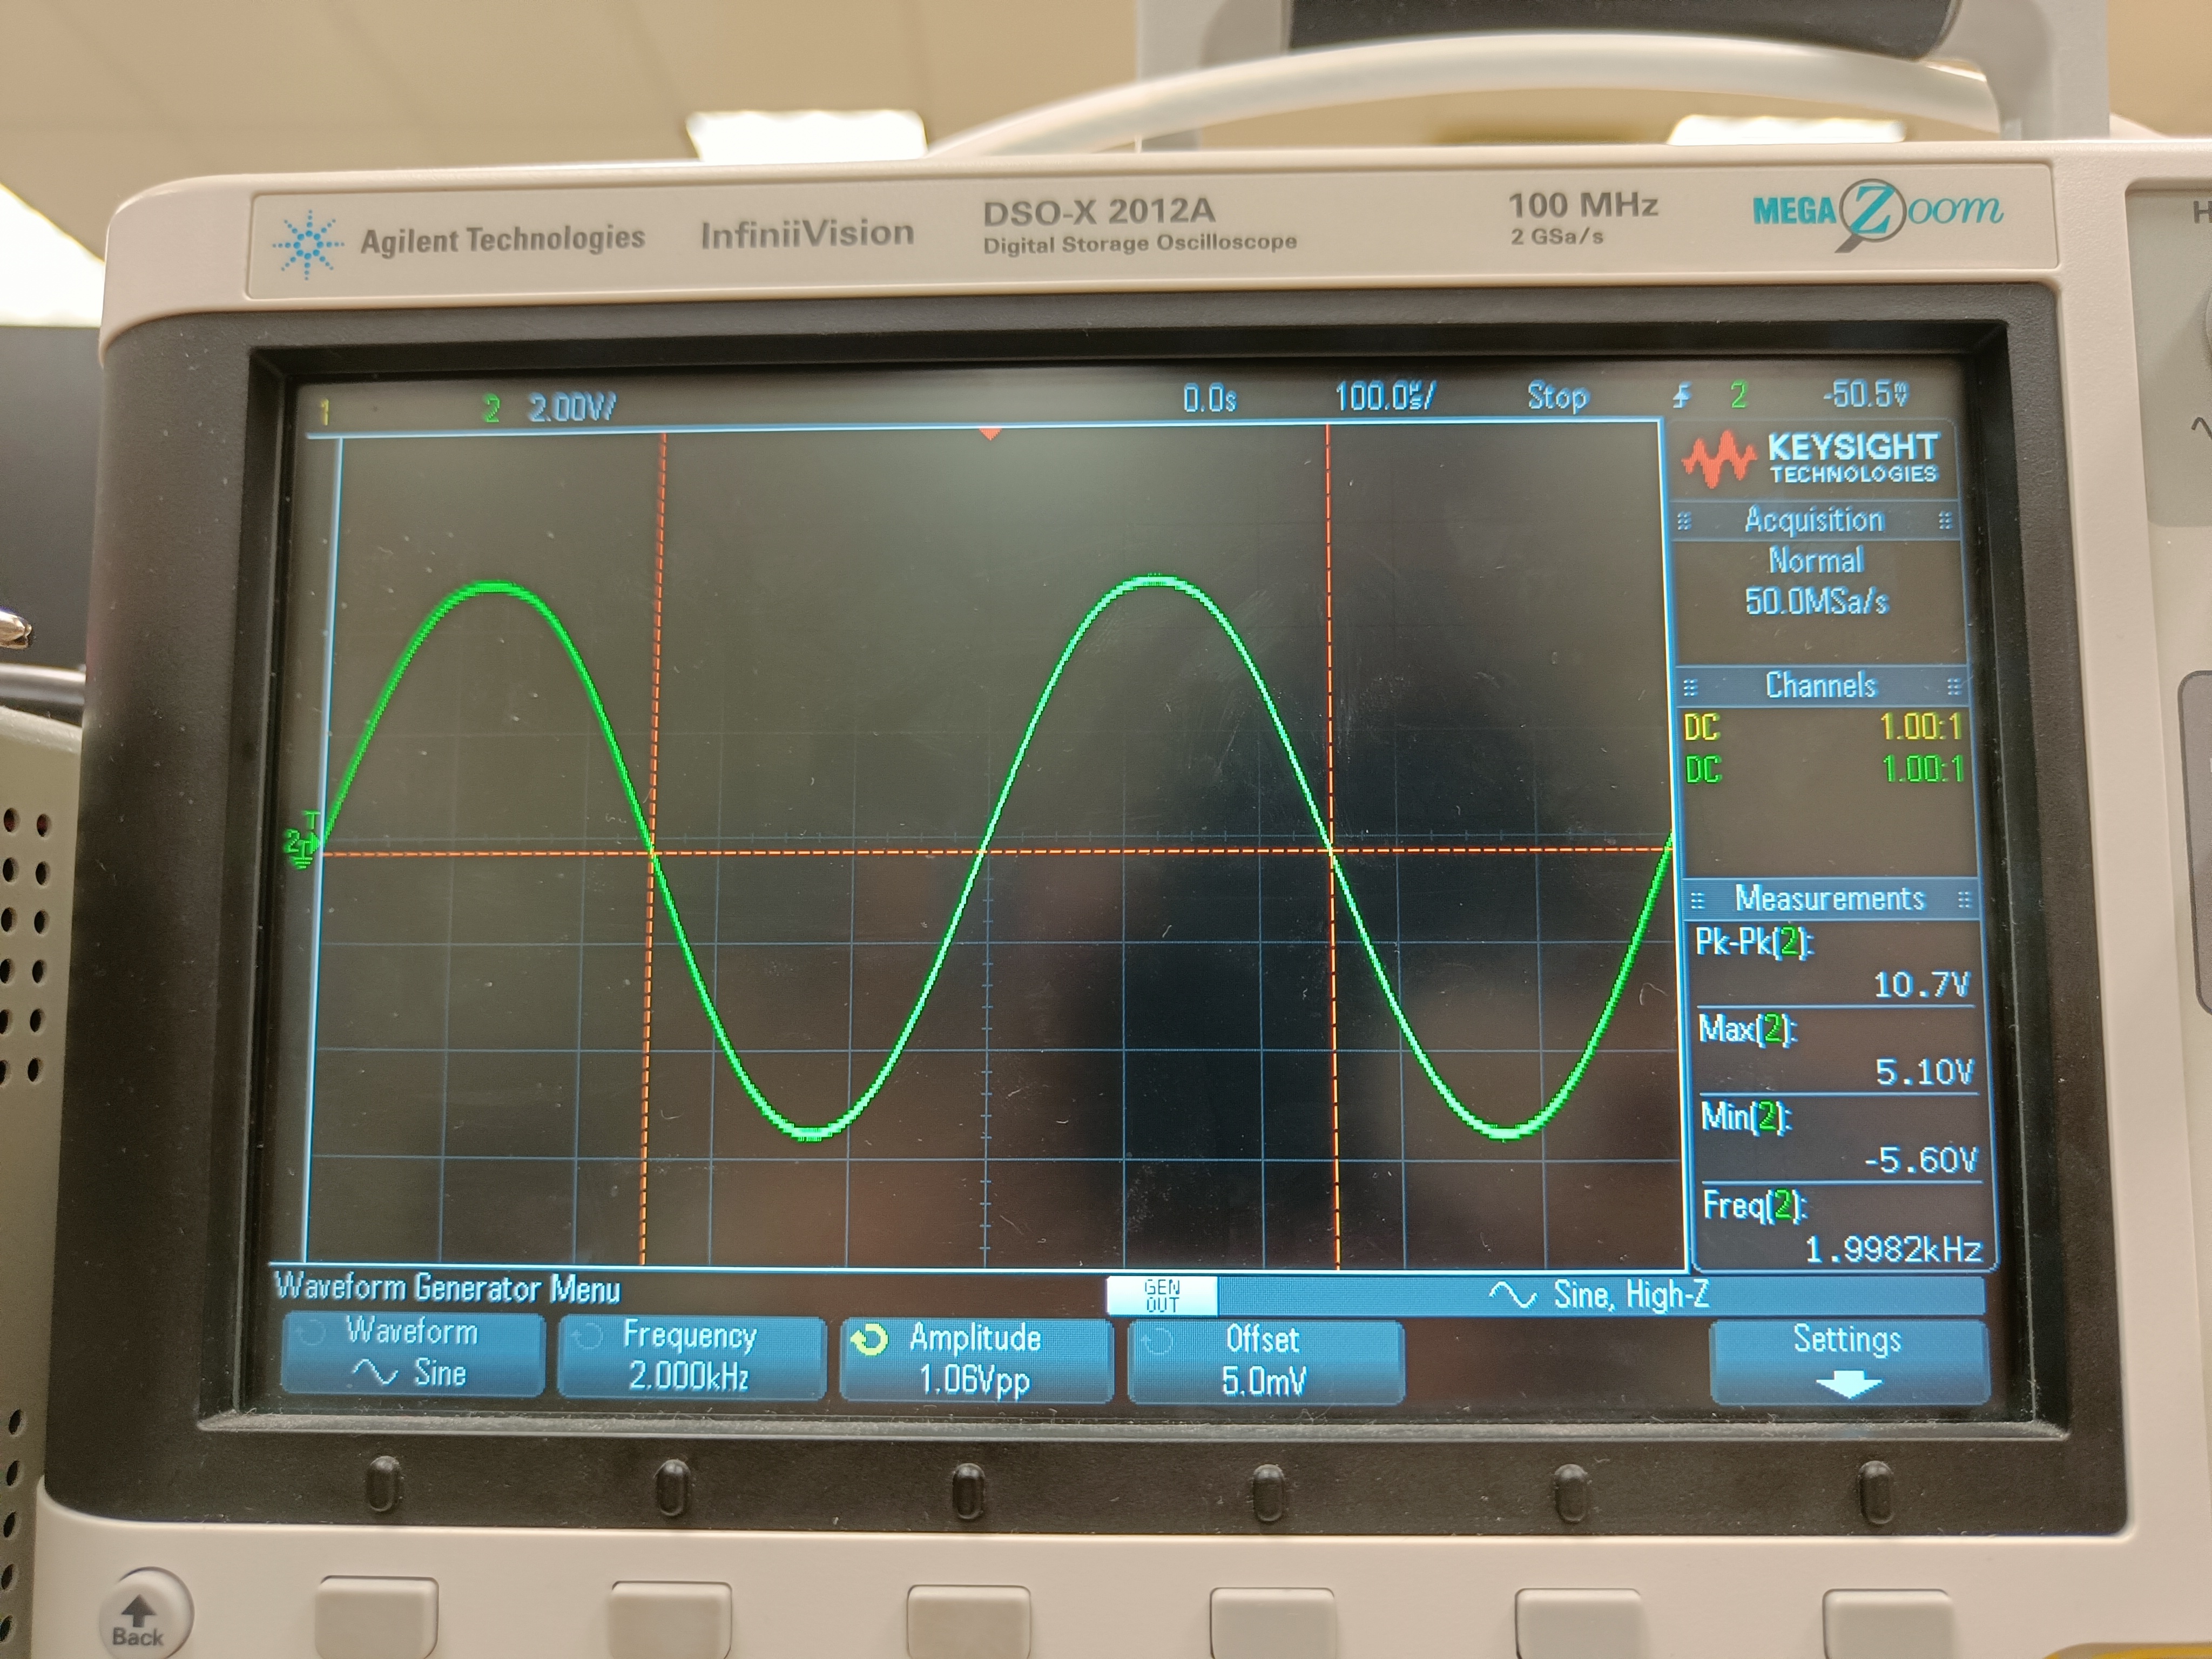 Agilent Technologies InfiniiVision DSO-X 2012A 100 MHz MEGA Zoom
Digital Storage Oscilloscope 2 GSa/s
H
1 2 2.00V/ 0.0s 100.0µs/ Stop 2 -50.5mV
KEYSIGHT
TECHNOLOGIES
Acquisition
Normal
50.0MSa/s
Channels
DC 1.00:1
DC 1.00:1
T
2
Measurements
Pk-Pk(2):
10.7V
Max(2):
5.10V
Min(2):
-5.60V
Freq(2):
1.9982kHz
Waveform Generator Menu
GEN
OUT
Sine, High-Z
Waveform
Sine
Frequency
2.000kHz
Amplitude
1.06Vpp
Offset
5.0mV
Settings
Back